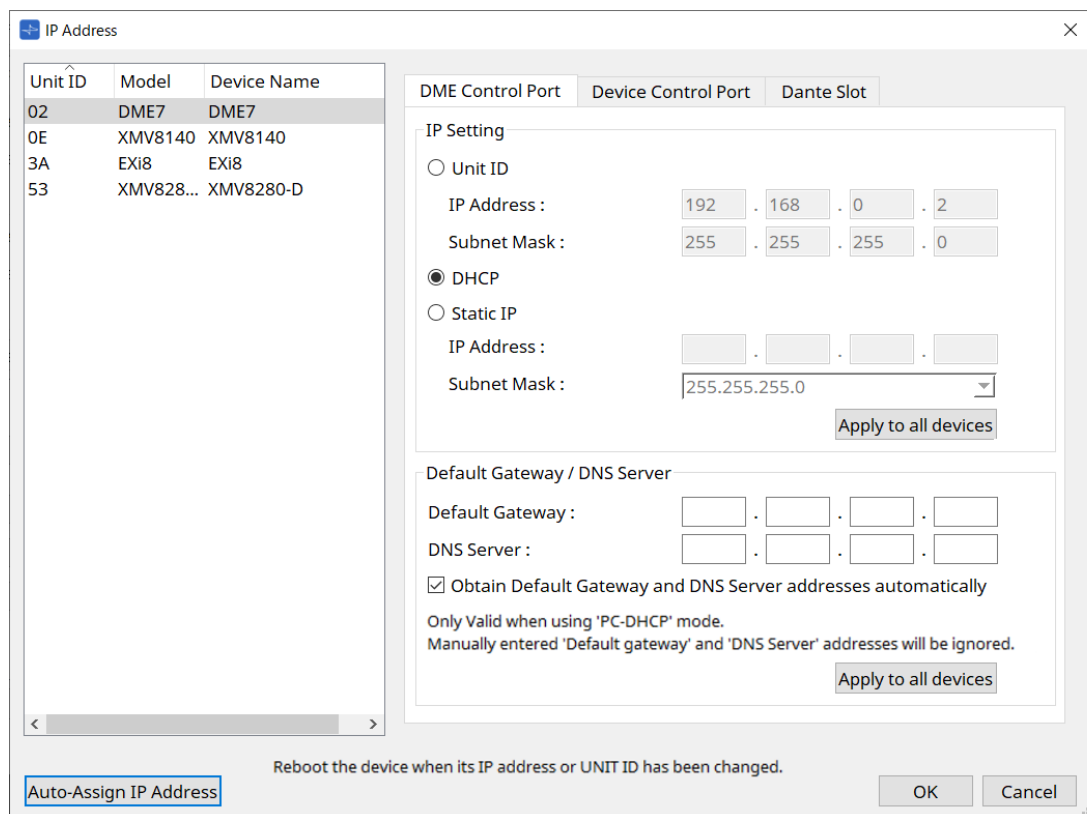 IP Address
Unit ID Model Device Name
02 DME7 DME7
0E XMV8140 XMV8140
3A EXi8 EXi8
53 XMV828... XMV8280-D
DME Control Port Device Control Port Dante Slot
IP Setting
Unit ID
IP Address : 192 . 168 . 0 . 2
Subnet Mask : 255 . 255 . 255 . 0
DHCP
Static IP
IP Address : . . .
Subnet Mask : 255.255.255.0
Apply to all devices
Default Gateway / DNS Server
Default Gateway : . . .
DNS Server : . . .
Obtain Default Gateway and DNS Server addresses automatically
Only Valid when using 'PC-DHCP' mode.
Manually entered 'Default gateway' and 'DNS Server' addresses will be ignored.
Apply to all devices
Reboot the device when its IP address or UNIT ID has been changed.
Auto-Assign IP Address OK Cancel